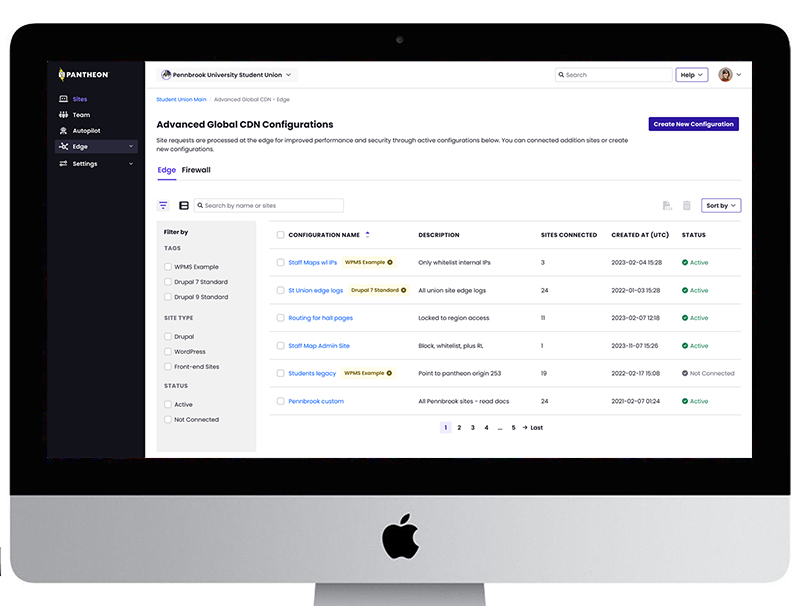 PANTHEON
Sites
Team
Autopilot
Edge
Settings
Pennbrook University Student Union
Search
Help
Student Union Main / Advanced Global CDN - Edge
Advanced Global CDN Configurations
Create New Configuration
Site requests are processed at the edge for improved performance and security through active configurations below. You can connected addition sites or create
new configurations.
Edge Firewall
Search by name or sites
Sort by
Filter by
TAGS
WPMS Example
Drupal 7 Standard
Drupal 9 Standard
SITE TYPE
Drupal
WordPress
Front-end Sites
STATUS
Active
Not Connected
CONFIGURATION NAME DESCRIPTION SITES CONNECTED CREATED AT (UTC) STATUS
Staff Maps wl IPs WPMS Example Only whitelist internal IPs 3 2023-02-04 15:28 Active
St Union edge logs Drupal 7 Standard All union site edge logs 24 2022-01-03 15:28 Active
Routing for hall pages Locked to region access 11 2023-02-07 12:18 Active
Staff Map Admin Site Block, whitelist, plus RL 1 2023-11-07 15:26 Active
Students legacy WPMS Example Point to pantheon origin 253 19 2022-02-17 15:08 Not Connected
Pennbrook custom All Pennbrook sites - read docs 24 2021-02-07 01:24 Active
1 2 3 4 ... 5 → Last